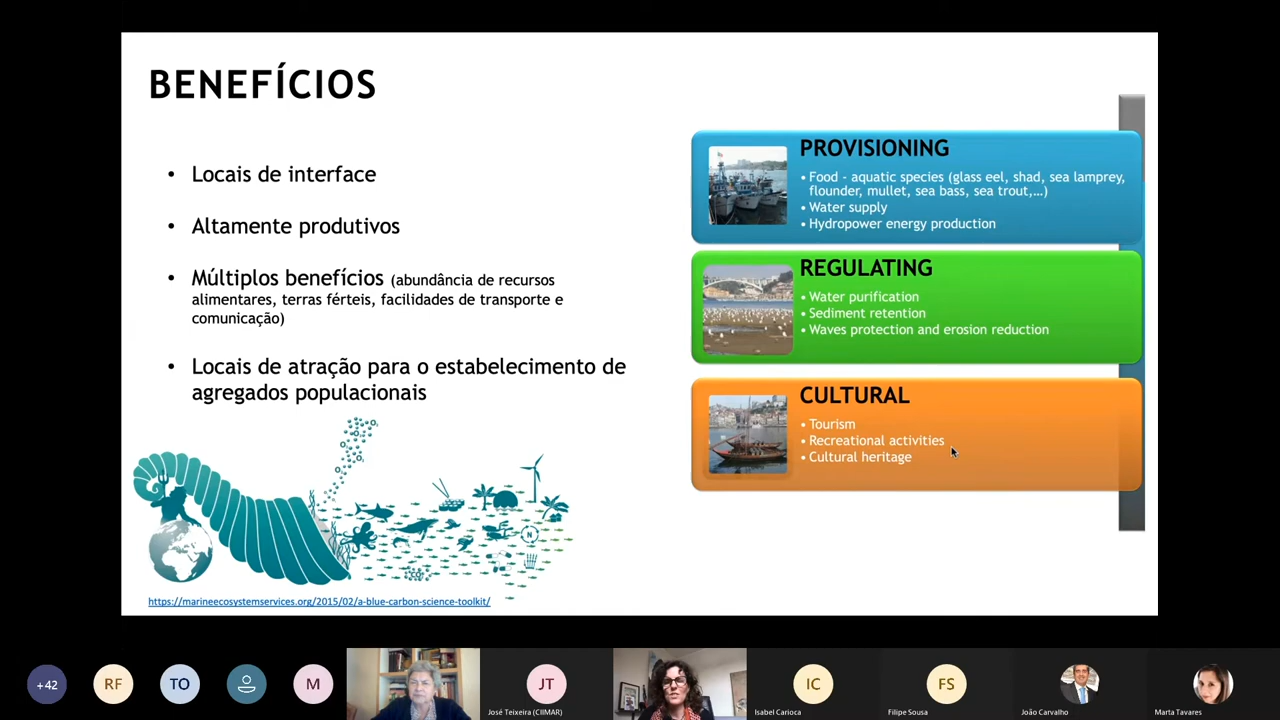 BENEFÍCIOS
• Locais de interface
• Altamente produtivos
• Múltiplos benefícios (abundância de recursos
alimentares, terras férteis, facilidades de transporte e
comunicação)
• Locais de atração para o estabelecimento de
agregados populacionais
https://marineecosystemservices.org/2015/02/a-blue-carbon-science-toolkit/
PROVISIONING
• Food - aquatic species (glass eel, shad, sea lamprey,
flounder, mullet, sea bass, sea trout,...)
• Water supply
• Hydropower energy production
REGULATING
• Water purification
• Sediment retention
• Waves protection and erosion reduction
CULTURAL
• Tourism
• Recreational activities
• Cultural heritage
+42
RF
TO
M
JT
José Teixeira (CIIMAR)
IC
Isabel Carioca
FS
Filipe Sousa
João Carvalho
Marta Tavares